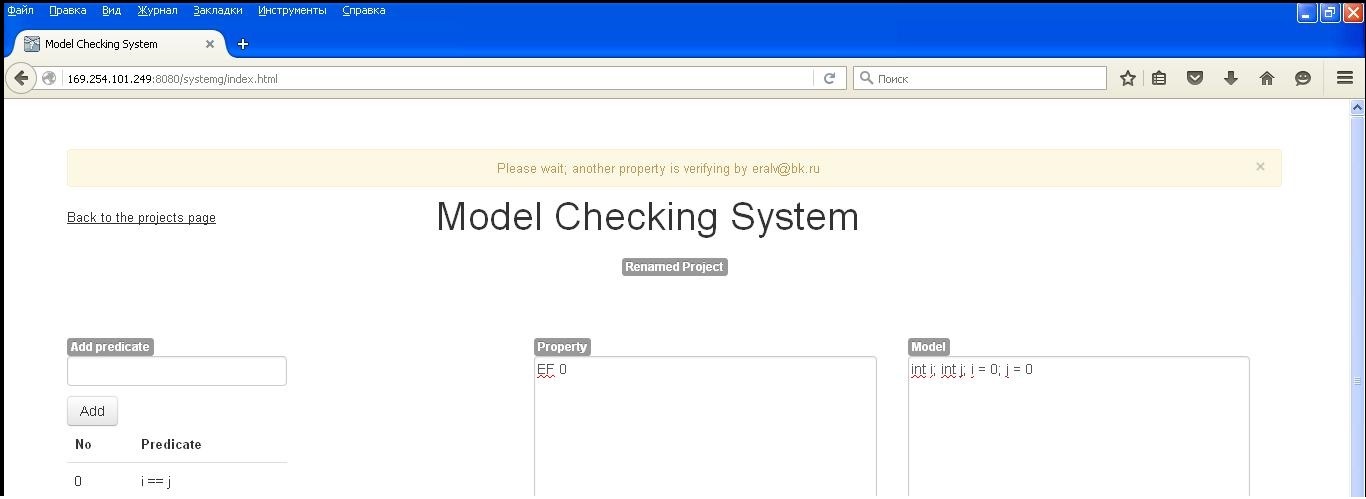 Файл Правка Вид Журнал Закладки Инструменты Справка
Model Checking System
169.254.101.249:8080/systemg/index.html
Поиск
Please wait; another property is verifying by eralv@bk.ru
Back to the projects page
Model Checking System
Renamed Project
Add predicate
Property
Model
EF 0
int i; int j; i = 0; j = 0
Add
No Predicate
0 i == j